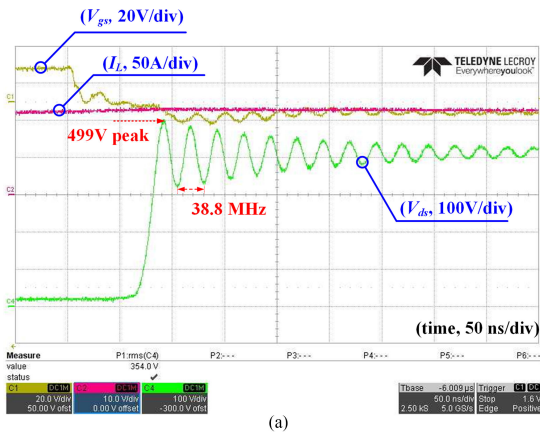 (Vgs, 20V/div)
(IL, 50A/div)
TELEDYNE LECROY
Everywhereyoulook™
C1
499V peak
C2
38.8 MHz
(Vds, 100V/div)
C4
(time, 50 ns/div)
Measure P1:rms(C4) P2:--- P3:--- P4:--- P5:--- P6:---
value 354.0 V
status
C1 DC1M C2 DC1M C4 DC1M Tbase -6.009 µs Trigger C1 DC
20.0 V/div 10.0 V/div 100 V/div 50.0 ns/div Stop 1.6 V
50.00 V ofst 0.00 V offset -300.0 V ofst 2.50 kS 5.0 GS/s Edge Positive
(a)